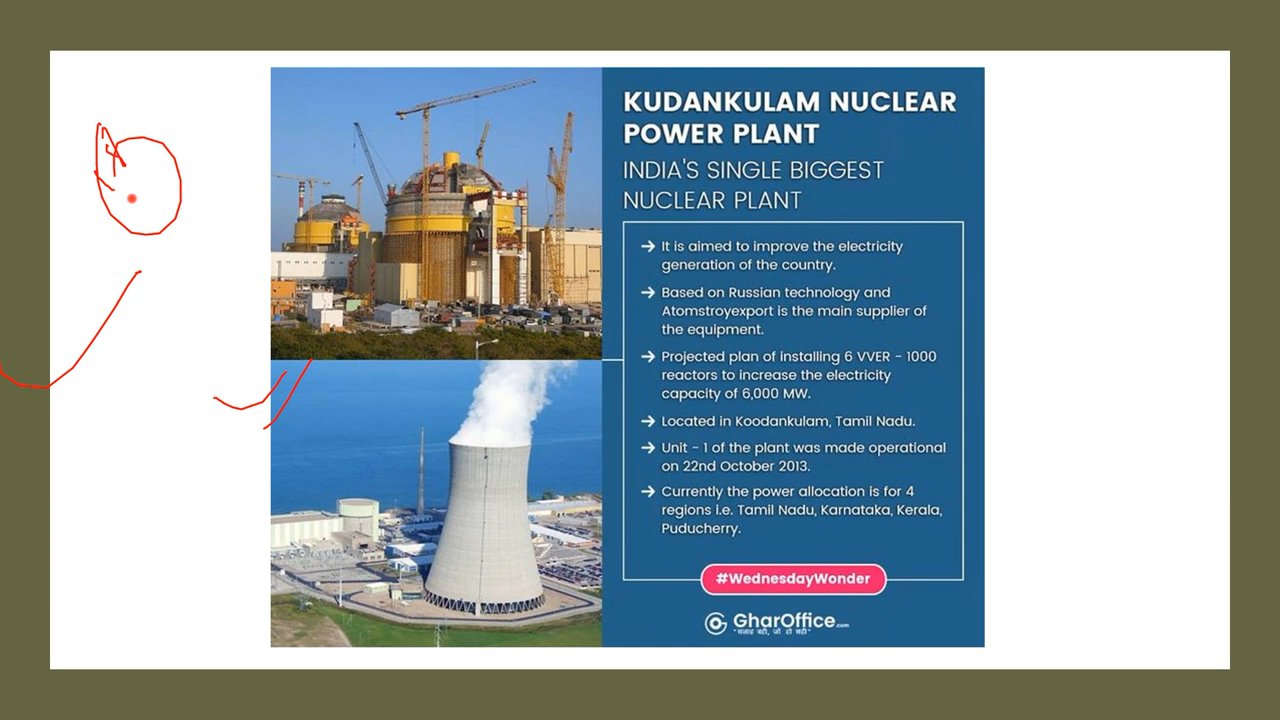 KUDANKULAM NUCLEAR
POWER PLANT
INDIA'S SINGLE BIGGEST
NUCLEAR PLANT
→ It is aimed to improve the electricity
generation of the country.
→ Based on Russian technology and
Atomstroyexport is the main supplier of
the equipment.
→ Projected plan of installing 6 VVER - 1000
reactors to increase the electricity
capacity of 6,000 MW.
→ Located in Koodankulam, Tamil Nadu.
→ Unit - 1 of the plant was made operational
on 22nd October 2013.
→ Currently the power allocation is for 4
regions i.e. Tamil Nadu, Karnataka, Kerala,
Puducherry.
#WednesdayWonder
GharOffice.com
"सलाह वही, जो हो सही"